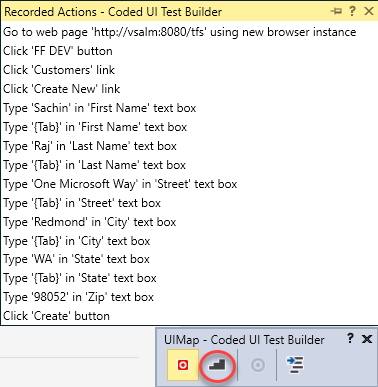 Recorded Actions - Coded UI Test Builder ? X
Go to web page 'http://vsalm:8080/tfs' using new browser instance
Click 'FF DEV' button
Click 'Customers' link
Click 'Create New' link
Type 'Sachin' in 'First Name' text box
Type '{Tab}' in 'First Name' text box
Type 'Raj' in 'Last Name' text box
Type '{Tab}' in 'Last Name' text box
Type 'One Microsoft Way' in 'Street' text box
Type '{Tab}' in 'Street' text box
Type 'Redmond' in 'City' text box
Type '{Tab}' in 'City' text box
Type 'WA' in 'State' text box
Type '{Tab}' in 'State' text box
Type '98052' in 'Zip' text box
Click 'Create' button
UIMap - Coded UI Test Builder ? X